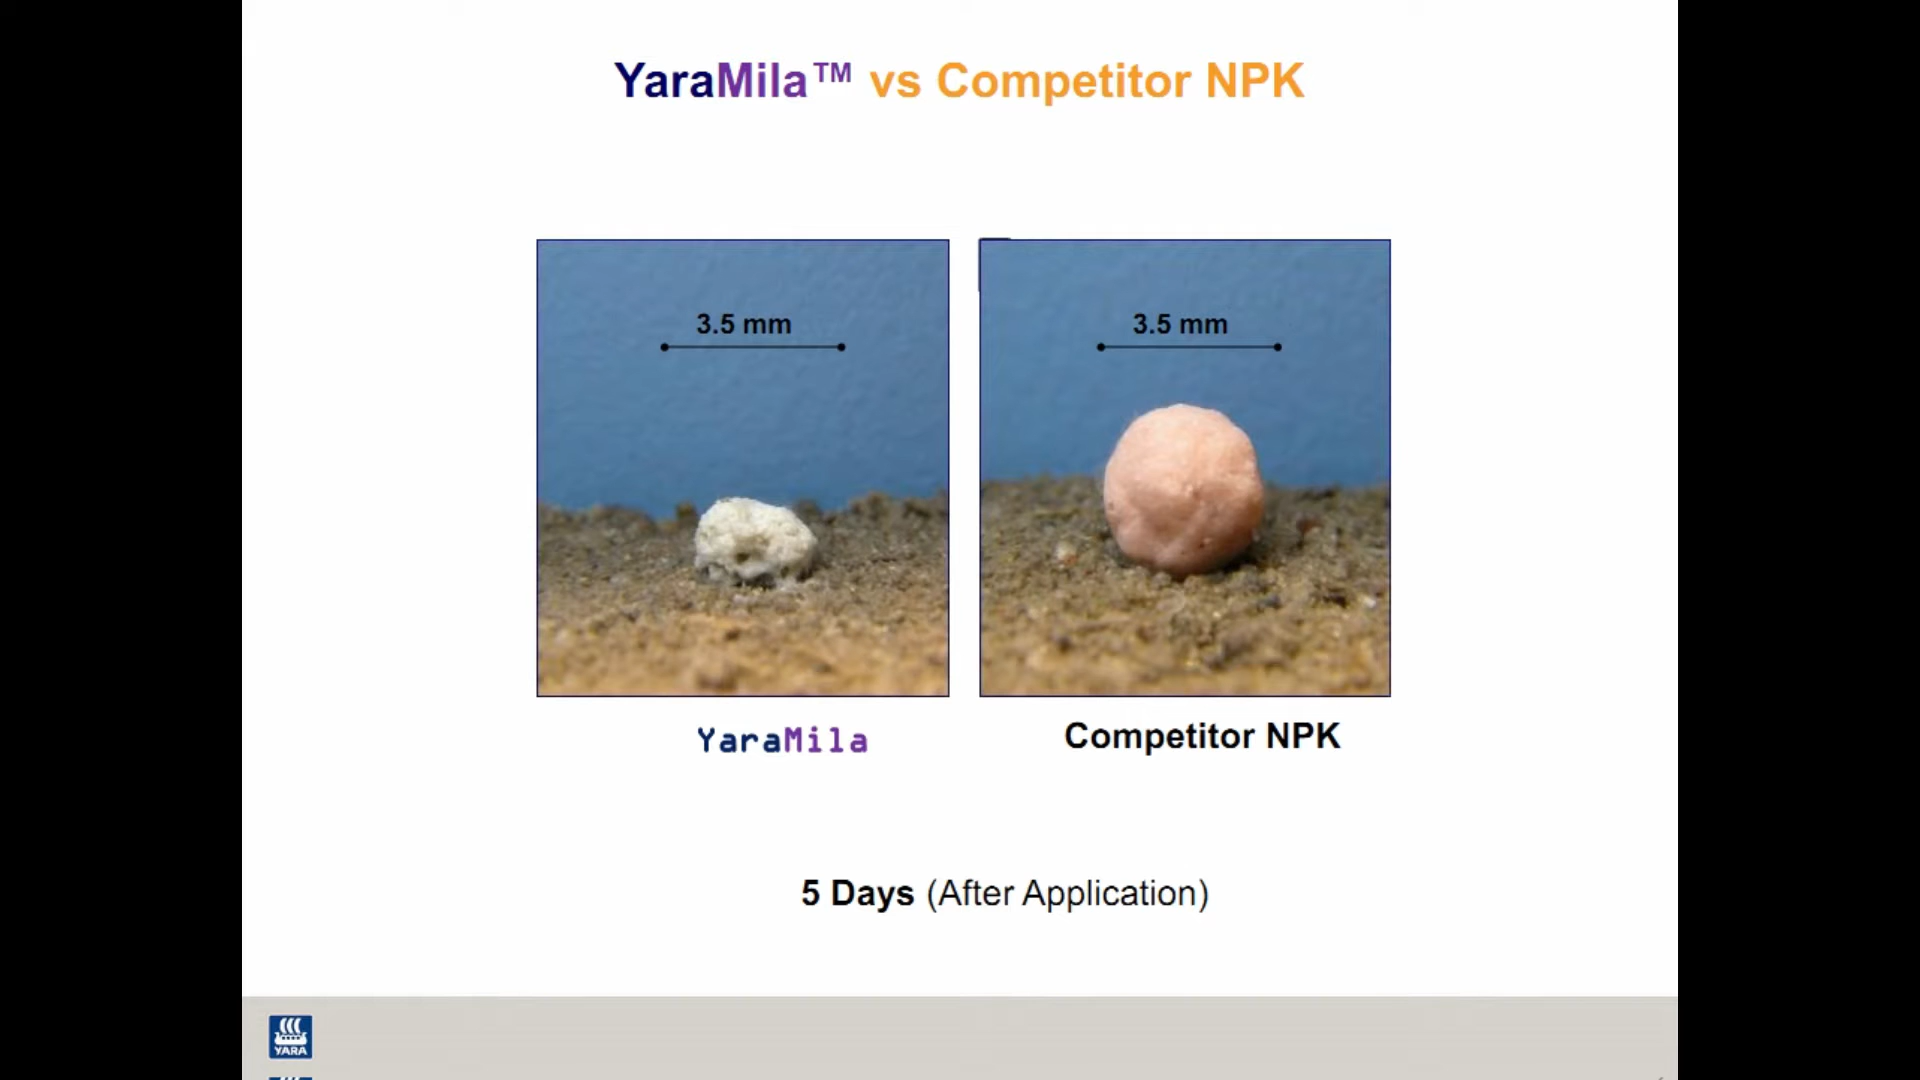 YaraMila™ vs Competitor NPK
3.5 mm
3.5 mm
YaraMila
Competitor NPK
5 Days (After Application)
YARA